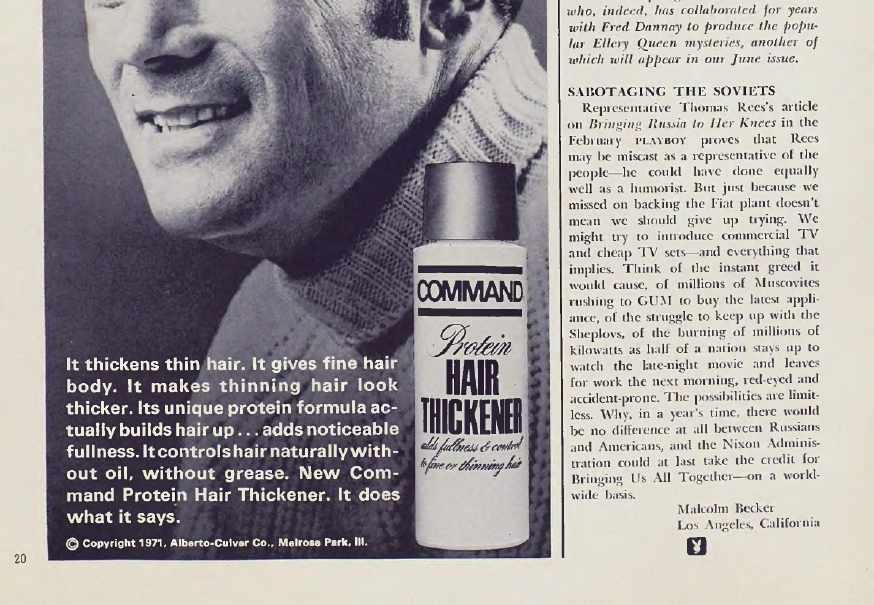 It thickens thin hair. It gives fine hair
body. It makes thinning hair look
thicker. Its unique protein formula ac-
tually builds hair up . . . adds noticeable
fullness. It controls hair naturally with-
out oil, without grease. New Com-
mand Protein Hair Thickener. It does
what it says.
© Copyright 1971, Alberto-Culver Co., Melrose Park, Ill.
COMMAND
Protein
HAIR
THICKENER
adds fullness & control
to fine or thinning hair
20
who, indeed, has collaborated for years
with Fred Dannay to produce the popu-
lar Ellery Queen mysteries, another of
which will appear in our June issue.
SABOTAGING THE SOVIETS
Representative Thomas Rees's article
on Bringing Russia to Her Knees in the
February PLAYBOY proves that Rees
may be miscast as a representative of the
people—he could have done equally
well as a humorist. But just because we
missed on backing the Fiat plant doesn't
mean we should give up trying. We
might try to introduce commercial TV
and cheap TV sets—and everything that
implies. Think of the instant greed it
would cause, of millions of Muscovites
rushing to GUM to buy the latest appli-
ance, of the struggle to keep up with the
Sheplovs, of the burning of millions of
kilowatts as half of a nation stays up to
watch the late-night movie and leaves
for work the next morning, red-eyed and
accident-prone. The possibilities are limit-
less. Why, in a year's time, there would
be no difference at all between Russians
and Americans, and the Nixon Adminis-
tration could at last take the credit for
Bringing Us All Together—on a world-
wide basis.
Malcolm Becker
Los Angeles, California